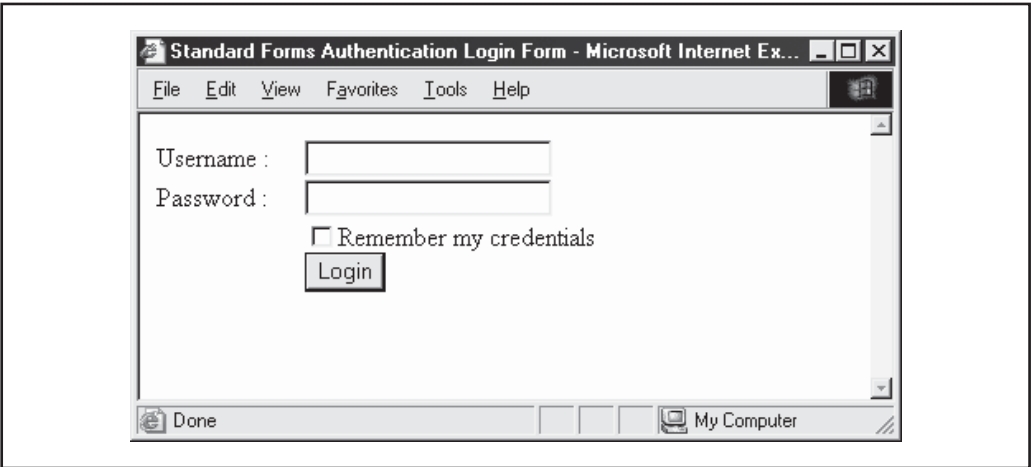 Standard Forms Authentication Login Form - Microsoft Internet Ex...
File Edit View Favorites Tools Help
Username :
Password :
Remember my credentials
Login
Done My Computer